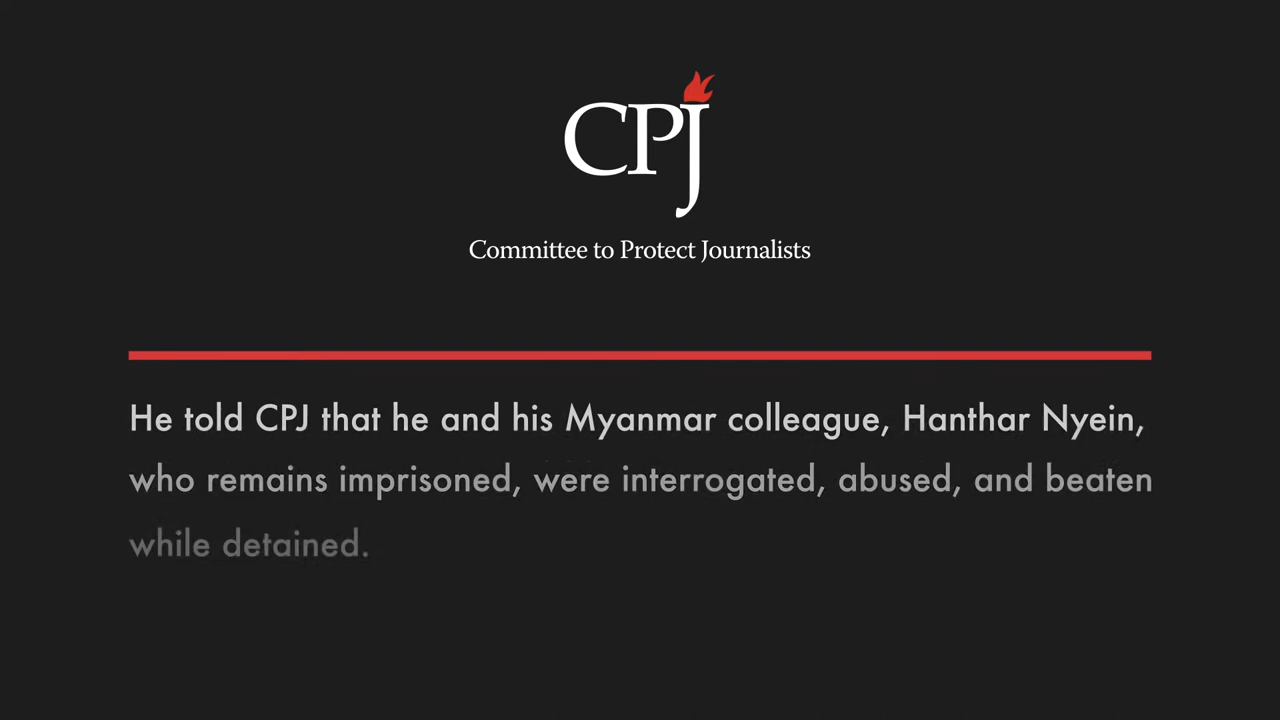 CPJ
Committee to Protect Journalists
He told CPJ that he and his Myanmar colleague, Hanthar Nyein,
who remains imprisoned, were interrogated, abused, and beaten
while detained.